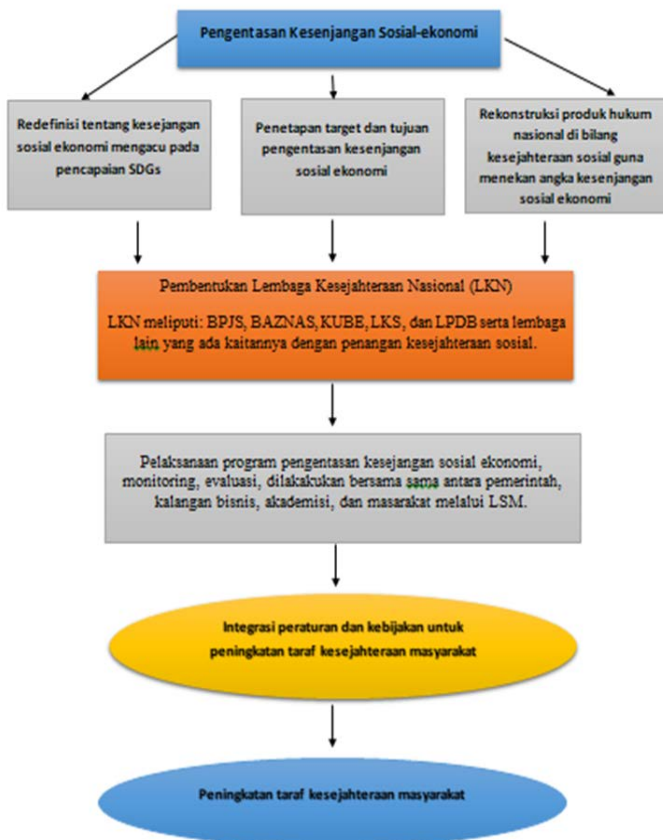 Pengentasan Kesenjangan Sosial-ekonomi
Redefinisi tentang kesejangan
sosial ekonomi mengacu pada
pencapaian SDGs
Penetapan target dan tujuan
pengentasan kesenjangan
sosial ekonomi
Rekonstruksi produk hukum
nasional di bilang
kesejahteraan sosial guna
menekan angka kesenjangan
sosial ekonomi
Pembentukan Lembaga Kesejahteraan Nasional (LKN)
LKN meliputi: BPJS, BAZNAS, KUBE, LKS, dan LPDB serta lembaga
lain yang ada kaitannya dengan penangan kesejahteraan sosial.
Pelaksanaan program pengentasan kesejangan sosial ekonomi,
monitoring, evaluasi, dilakakukan bersama sama antara pemerintah,
kalangan bisnis, akademisi, dan masarakat melalui LSM.
Integrasi peraturan dan kebijakan untuk
peningkatan taraf kesejahteraan masyarakat
Peningkatan taraf kesejahteraan masyarakat